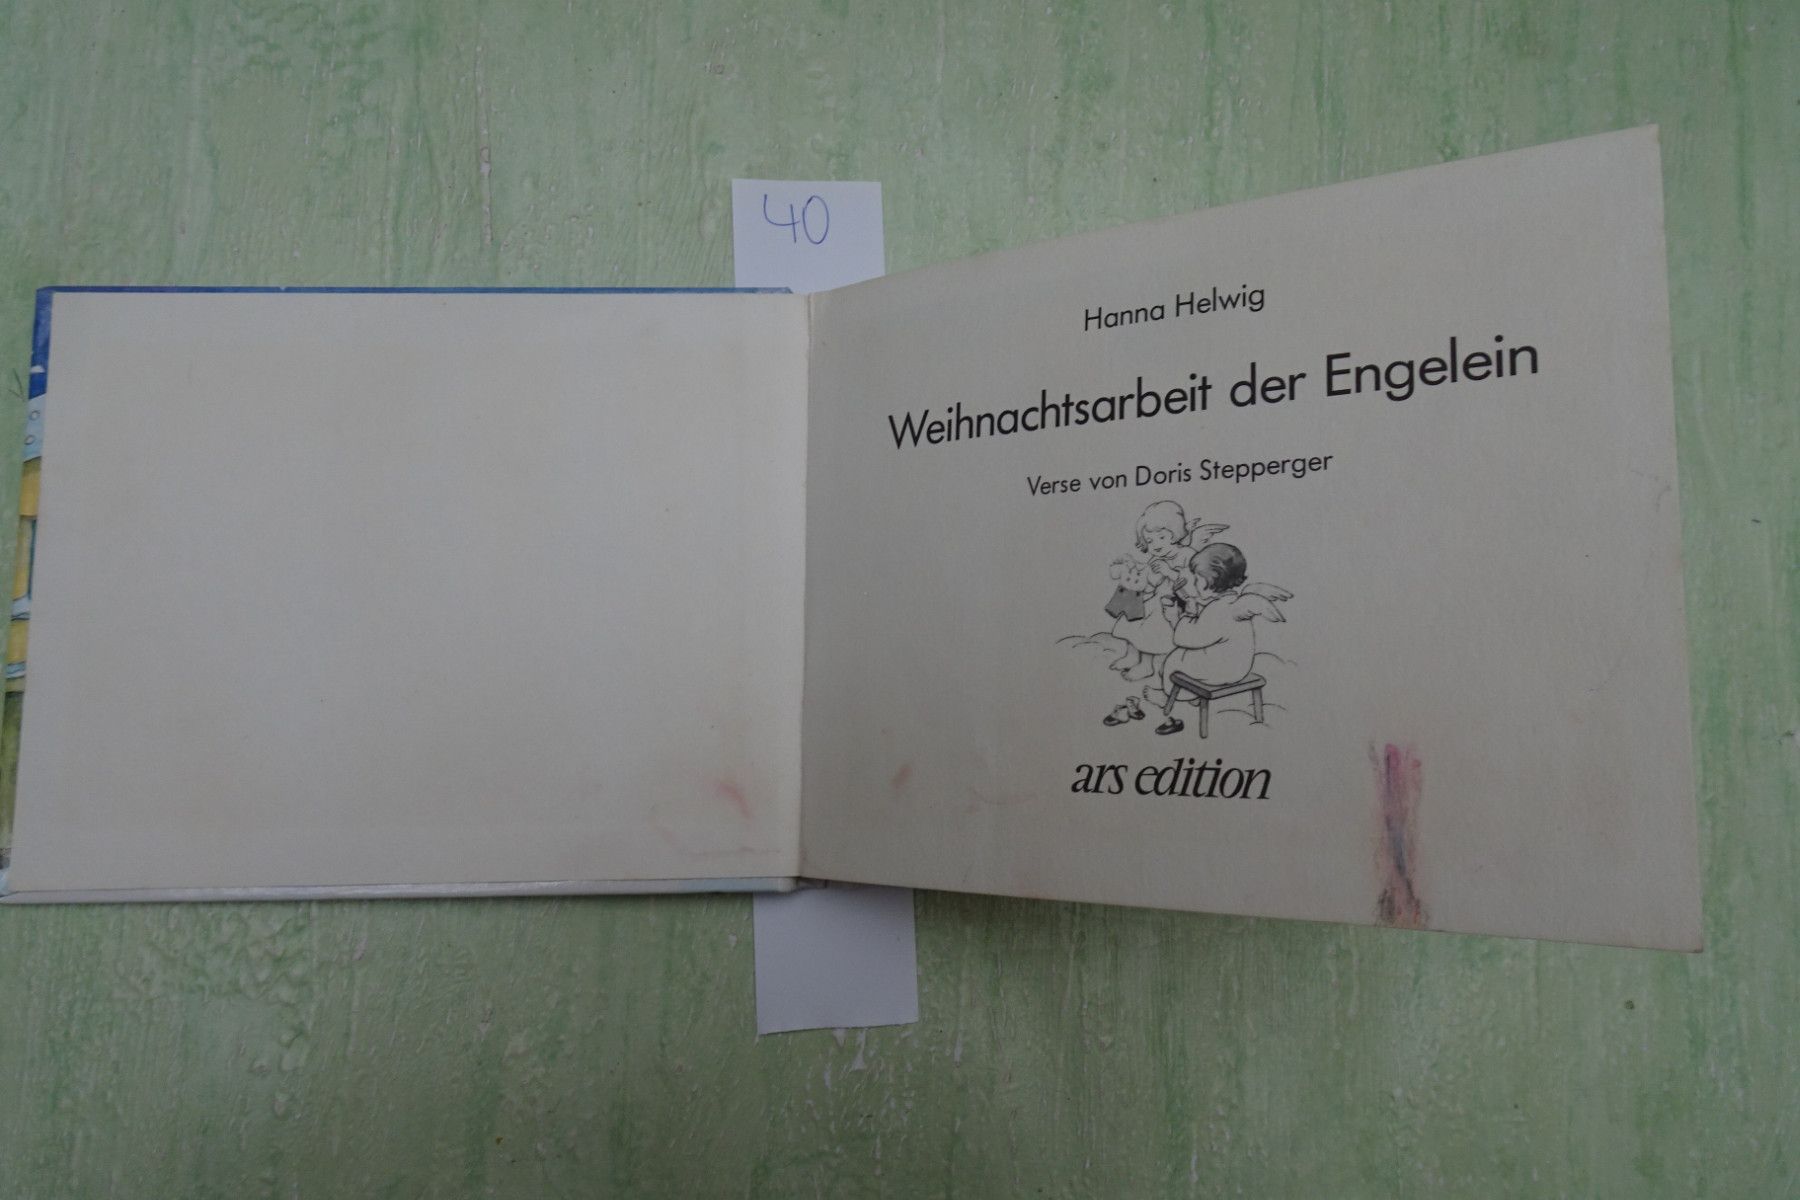 40
Hanna Helwig
Weihnachtsarbeit der Engelein
Verse von Doris Stepperger
ars edition